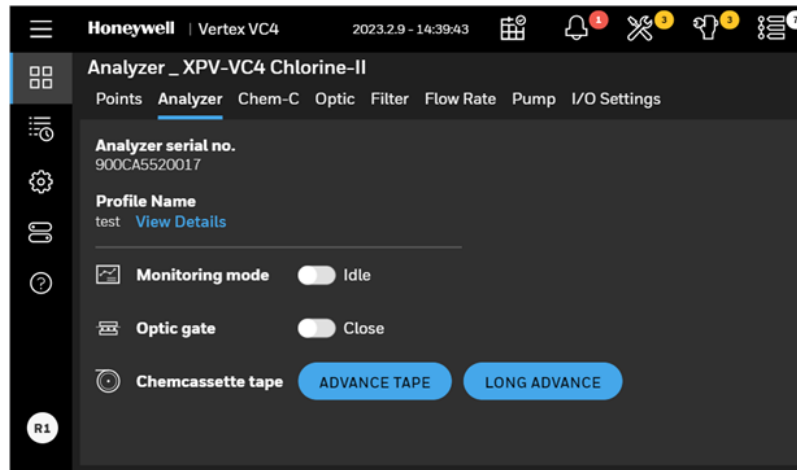 Honeywell | Vertex VC4 2023.2.9 - 14:39:43 1 3 3 7
Analyzer _ XPV-VC4 Chlorine-II
Points Analyzer Chem-C Optic Filter Flow Rate Pump I/O Settings
Analyzer serial no.
900CA5520017
Profile Name
test View Details
Monitoring mode Idle
Optic gate Close
Chemcassette tape ADVANCE TAPE LONG ADVANCE
R1